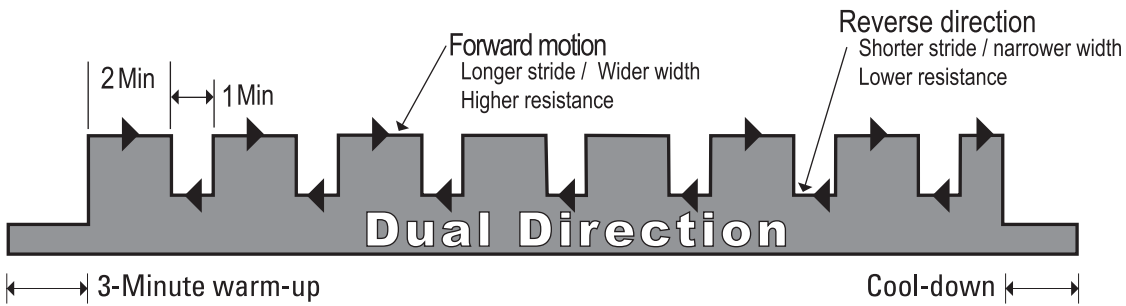 Reverse direction
Shorter stride / narrower width
Lower resistance
Forward motion
Longer stride / Wider width
Higher resistance
2 Min
1 Min
Dual Direction
3-Minute warm-up
Cool-down